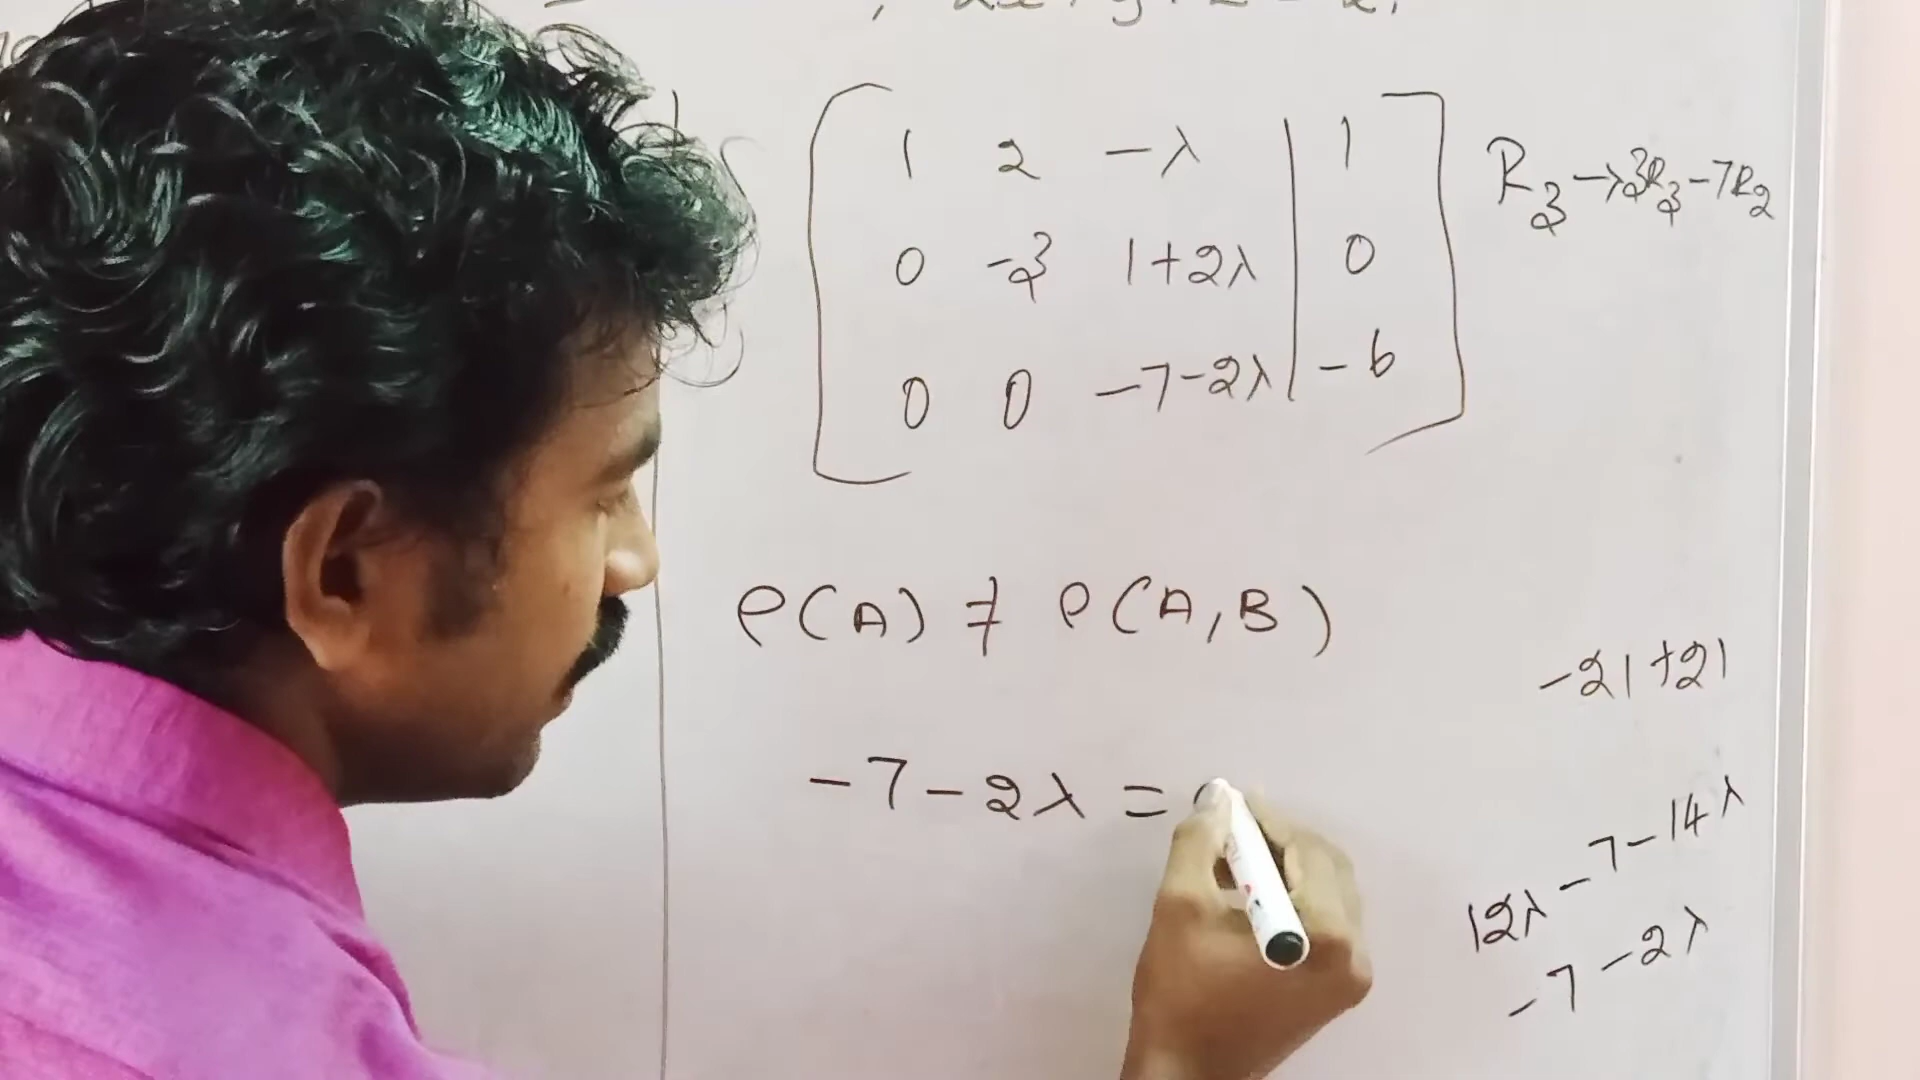 1 2 -λ | 1
R₃→3R₃-7R₂
0 -3 1+2λ | 0
0 0 -7-2λ | -6
ρ(A) ≠ ρ(A,B)
-21+21
-7-2λ =
12λ-7-14λ
-7-2λ